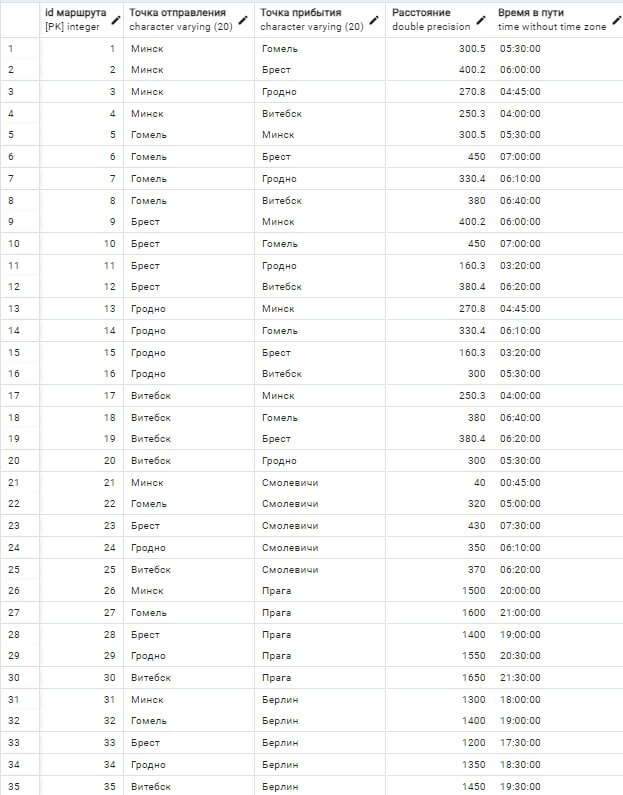 id маршрута Точка отправления Точка прибытия Расстояние Время в пути
[PK] integer character varying (20) character varying (20) double precision time without time zone
1 1 Минск Гомель 300.5 05:30:00
2 2 Минск Брест 400.2 06:00:00
3 3 Минск Гродно 270.8 04:45:00
4 4 Минск Витебск 250.3 04:00:00
5 5 Гомель Минск 300.5 05:30:00
6 6 Гомель Брест 450 07:00:00
7 7 Гомель Гродно 330.4 06:10:00
8 8 Гомель Витебск 380 06:40:00
9 9 Брест Минск 400.2 06:00:00
10 10 Брест Гомель 450 07:00:00
11 11 Брест Гродно 160.3 03:20:00
12 12 Брест Витебск 380.4 06:20:00
13 13 Гродно Минск 270.8 04:45:00
14 14 Гродно Гомель 330.4 06:10:00
15 15 Гродно Брест 160.3 03:20:00
16 16 Гродно Витебск 300 05:30:00
17 17 Витебск Минск 250.3 04:00:00
18 18 Витебск Гомель 380 06:40:00
19 19 Витебск Брест 380.4 06:20:00
20 20 Витебск Гродно 300 05:30:00
21 21 Минск Смолевичи 40 00:45:00
22 22 Гомель Смолевичи 320 05:00:00
23 23 Брест Смолевичи 430 07:30:00
24 24 Гродно Смолевичи 350 06:10:00
25 25 Витебск Смолевичи 370 06:20:00
26 26 Минск Прага 1500 20:00:00
27 27 Гомель Прага 1600 21:00:00
28 28 Брест Прага 1400 19:00:00
29 29 Гродно Прага 1550 20:30:00
30 30 Витебск Прага 1650 21:30:00
31 31 Минск Берлин 1300 18:00:00
32 32 Гомель Берлин 1400 19:00:00
33 33 Брест Берлин 1200 17:30:00
34 34 Гродно Берлин 1350 18:30:00
35 35 Витебск Берлин 1450 19:30:00